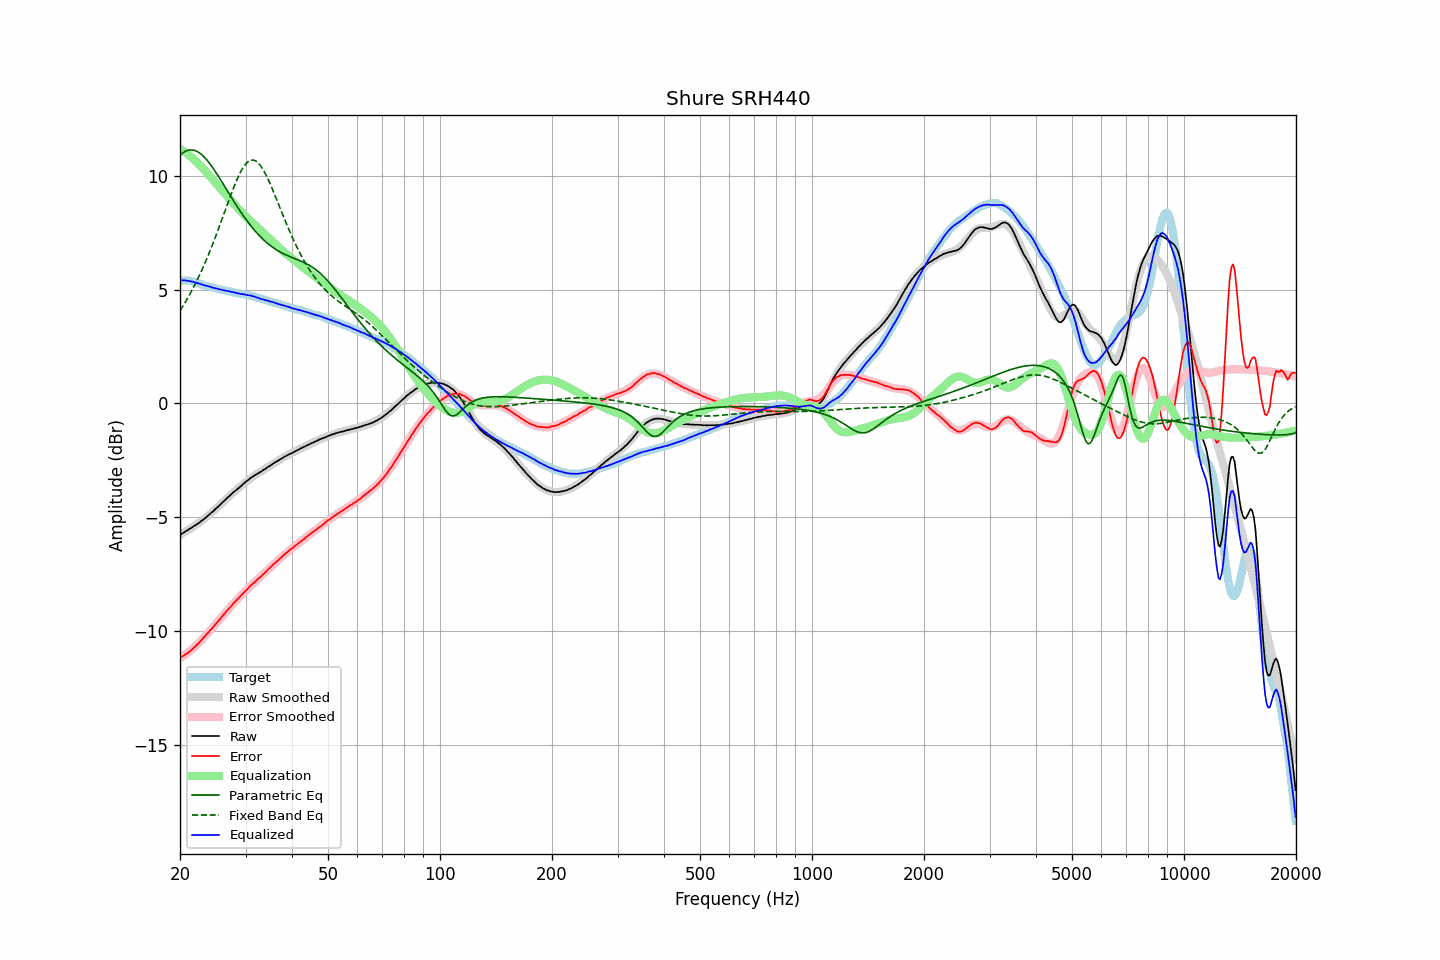 Shure SRH440
Amplitude (dBr)
10
5
0
−5
−10
−15
Target
Raw Smoothed
Error Smoothed
Raw
Error
Equalization
Parametric Eq
Fixed Band Eq
Equalized
20 50 100 200 500 1000 2000 5000 10000 20000
Frequency (Hz)